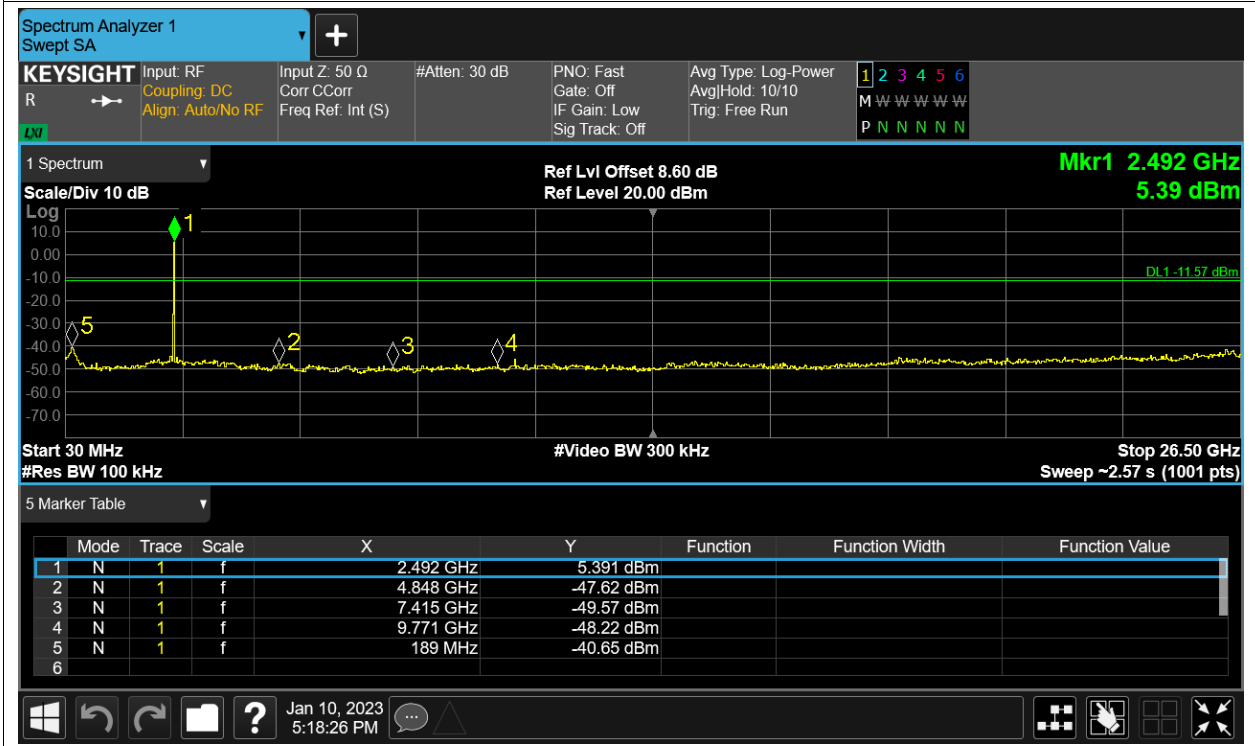 Spectrum Analyzer 1
Swept SA
+
KEYSIGHT Input: RF Input Z: 50 Ω #Atten: 30 dB PNO: Fast Avg Type: Log-Power 1 2 3 4 5 6
R Coupling: DC Corr CCorr Gate: Off Avg|Hold: 10/10 M W W W W W
Align: Auto/No RF Freq Ref: Int (S) IF Gain: Low Trig: Free Run
LXI Sig Track: Off P N N N N N
1 Spectrum Ref Lvl Offset 8.60 dB Mkr1 2.492 GHz
Scale/Div 10 dB Ref Level 20.00 dBm 5.39 dBm
Log
1
10.0
0.00
DL1 -11.57 dBm
-10.0
-20.0
-30.0 5
-40.0 2 3 4
-50.0
-60.0
-70.0
Start 30 MHz #Video BW 300 kHz Stop 26.50 GHz
#Res BW 100 kHz Sweep ~2.57 s (1001 pts)
5 Marker Table
Mode Trace Scale X Y Function Function Width Function Value
1 N 1 f 2.492 GHz 5.391 dBm
2 N 1 f 4.848 GHz -47.62 dBm
3 N 1 f 7.415 GHz -49.57 dBm
4 N 1 f 9.771 GHz -48.22 dBm
5 N 1 f 189 MHz -40.65 dBm
6
? Jan 10, 2023
5:18:26 PM